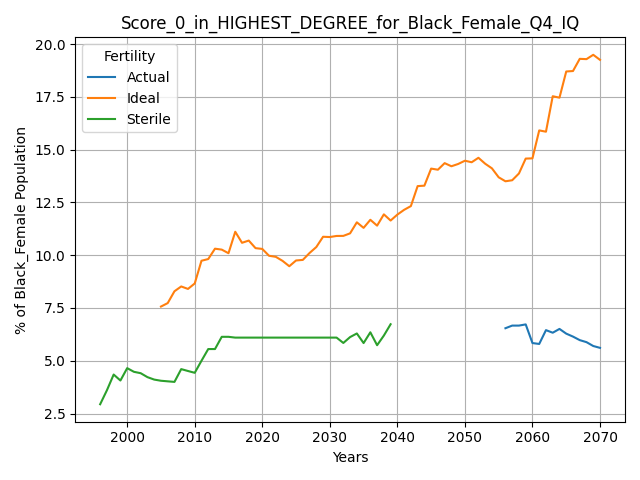 Score_0_in_HIGHEST_DEGREE_for_Black_Female_Q4_IQ
% of Black_Female Population
20.0
17.5
15.0
12.5
10.0
7.5
5.0
2.5
Fertility
Actual
Ideal
Sterile
2000 2010 2020 2030 2040 2050 2060 2070
Years